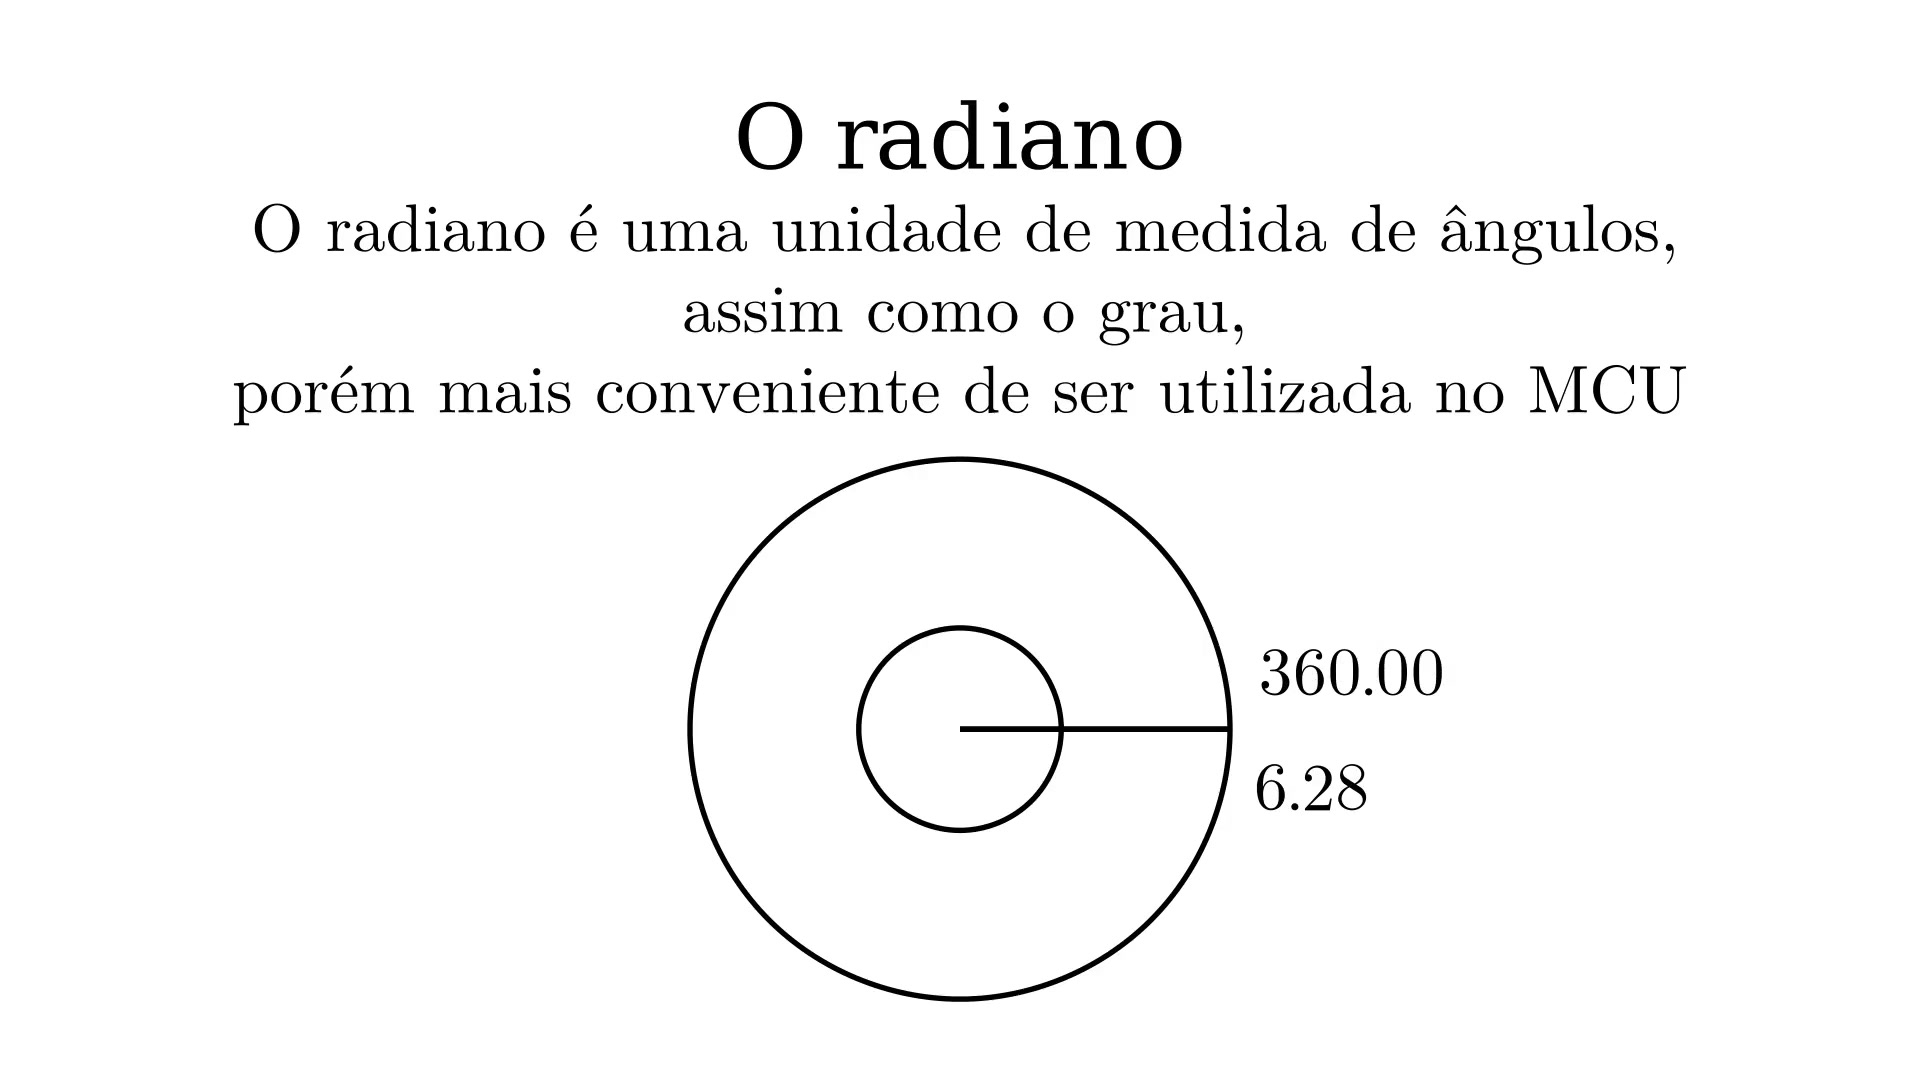 O radiano
O radiano é uma unidade de medida de ângulos,
assim como o grau,
porém mais conveniente de ser utilizada no MCU
360.00
6.28